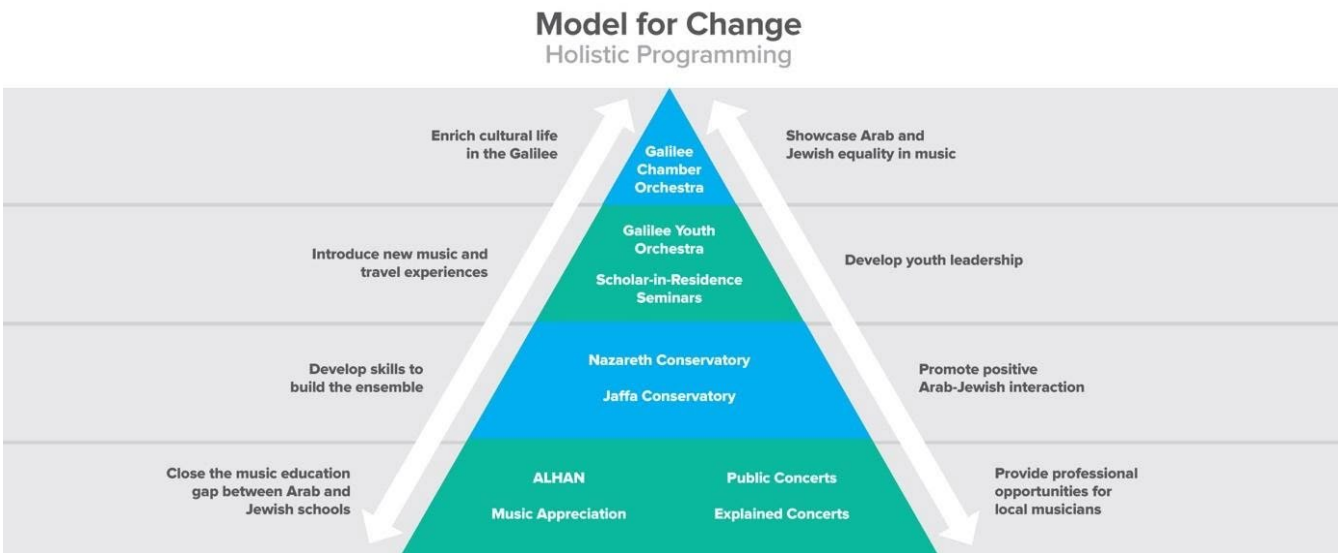 Model for Change
Holistic Programming
Enrich cultural life
in the Galilee
Galilee
Chamber
Orchestra
Showcase Arab and
Jewish equality in music
Introduce new music and
travel experiences
Galilee Youth
Orchestra
Scholar-in-Residence
Seminars
Develop youth leadership
Develop skills to
build the ensemble
Nazareth Conservatory
Jaffa Conservatory
Promote positive
Arab-Jewish interaction
Close the music education
gap between Arab and
Jewish schools
ALHAN
Music Appreciation
Public Concerts
Explained Concerts
Provide professional
opportunities for
local musicians